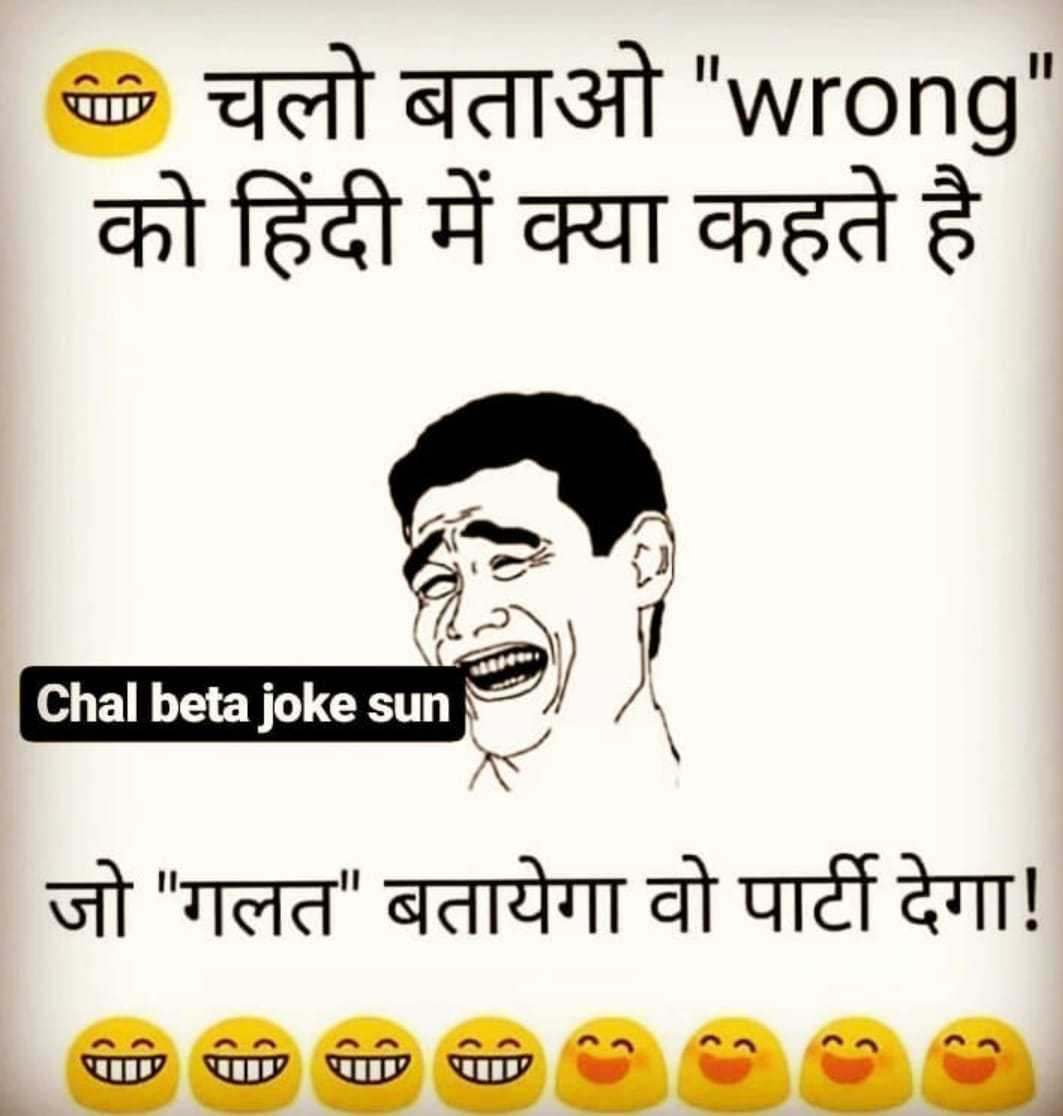 चलो बताओ "wrong"
को हिंदी में क्या कहते है
Chal beta joke sun
जो "गलत" बतायेगा वो पार्टी देगा!